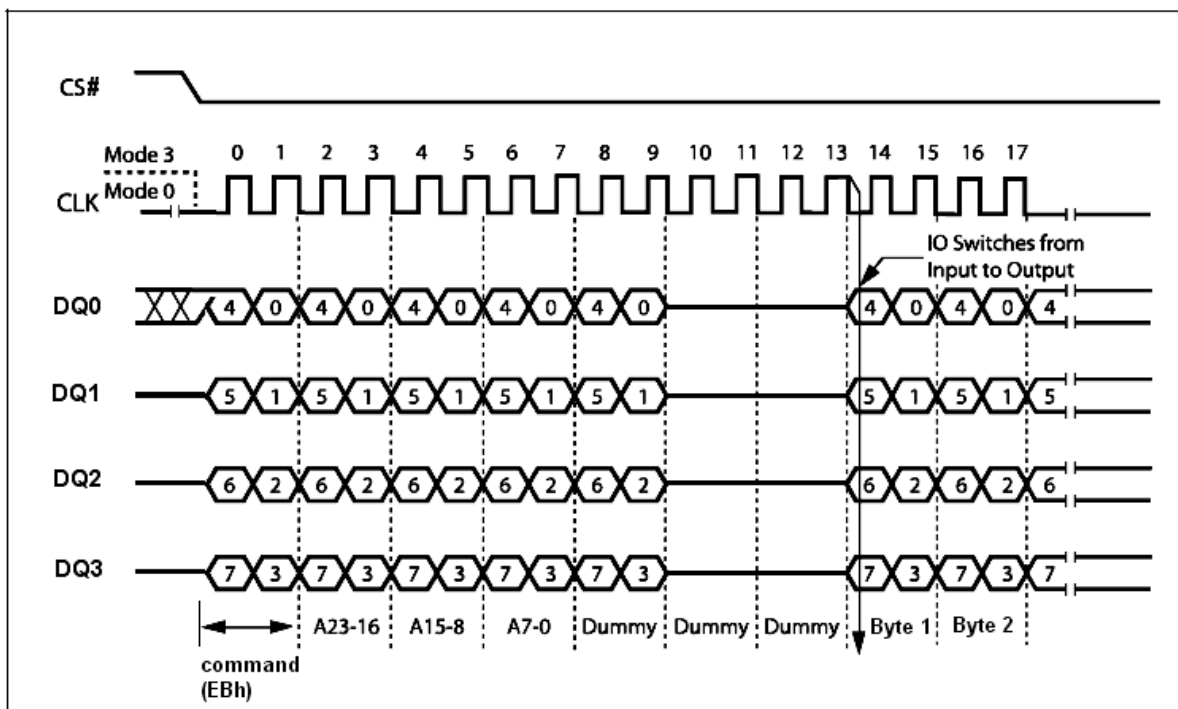 CS#
Mode 3
0 1 2 3 4 5 6 7 8 9 10 11 12 13 14 15 16 17
Mode 0
CLK
IO Switches from
Input to Output
DQ0 4 0 4 0 4 0 4 0 4 0 4 0 4 0 4
DQ1 5 1 5 1 5 1 5 1 5 1 5 1 5 1 5
DQ2 6 2 6 2 6 2 6 2 6 2 6 2 6 2 6
DQ3 7 3 7 3 7 3 7 3 7 3 7 3 7 3 7
A23-16 A15-8 A7-0 Dummy Dummy Dummy Byte 1 Byte 2
command
(EBh)